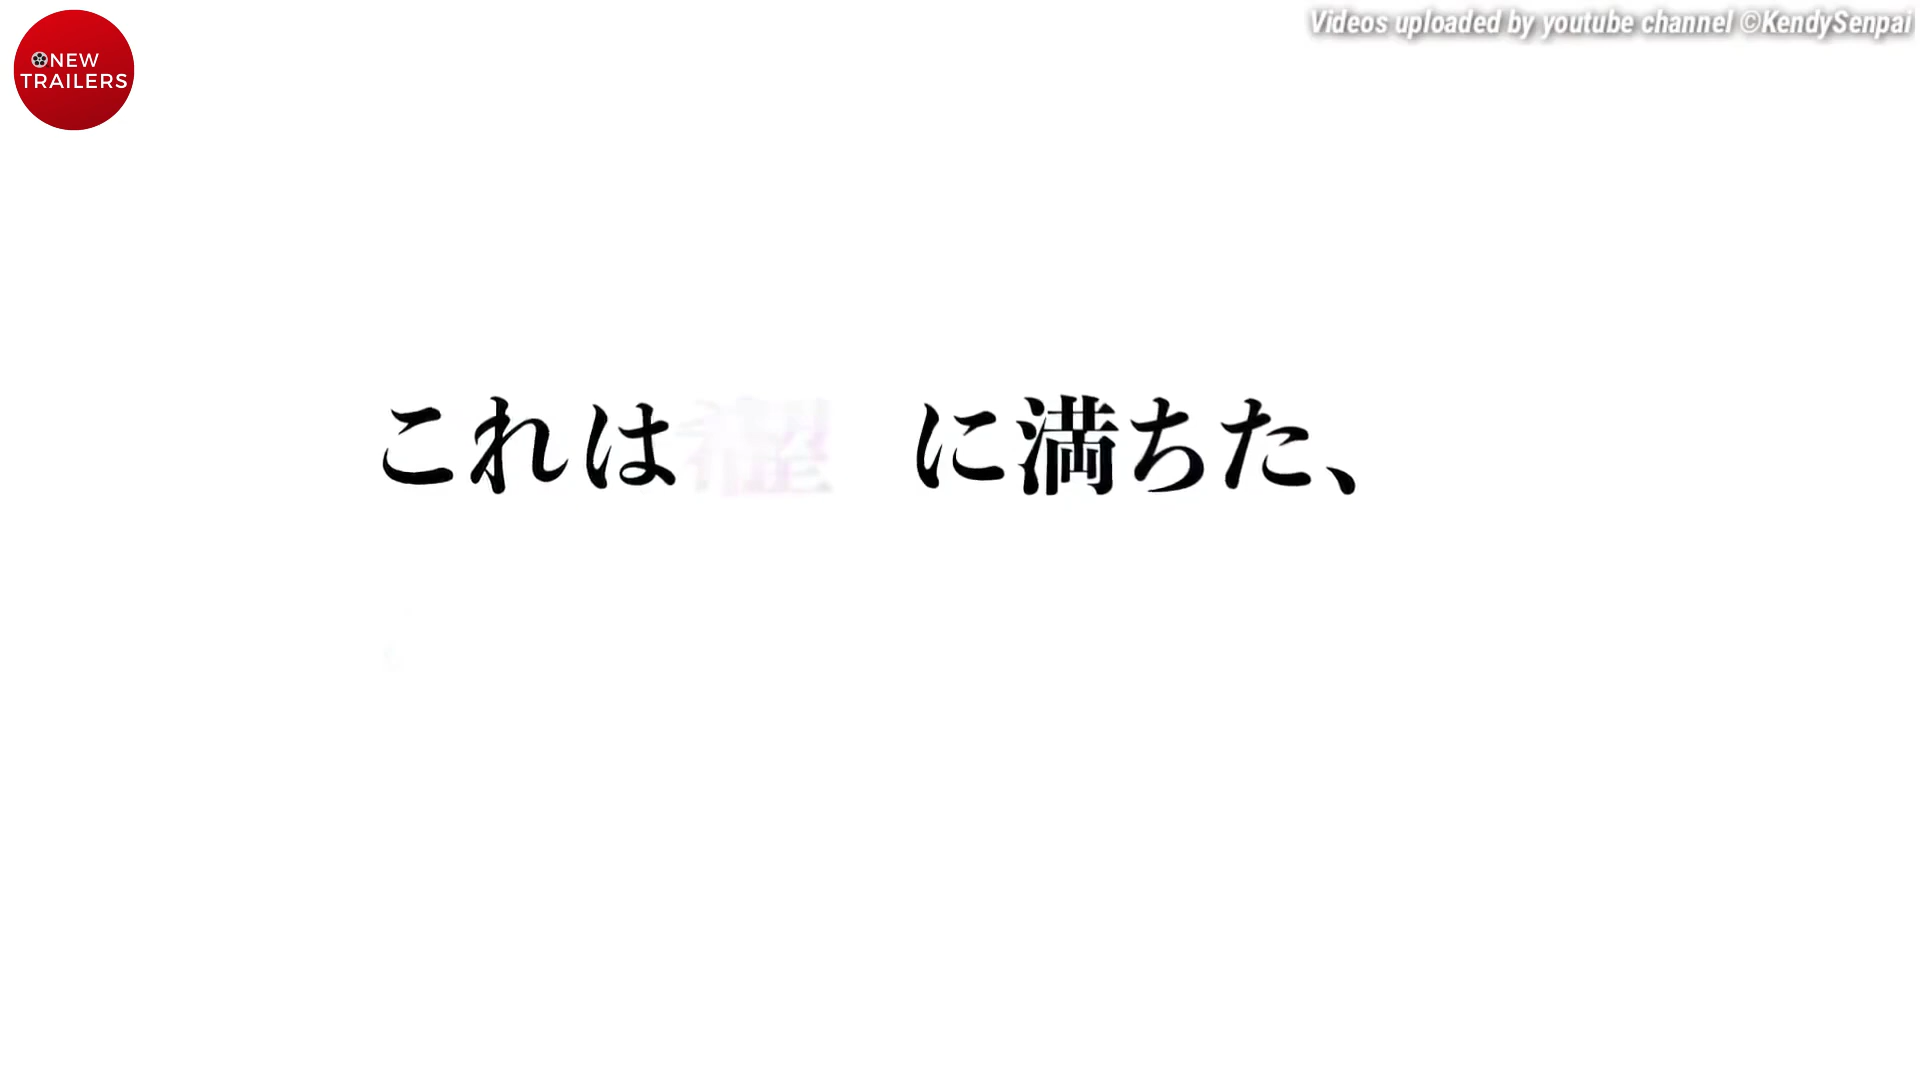 NEW
TRAILERS
Videos uploaded by youtube channel ©KendySenpai
これは に満ちた、